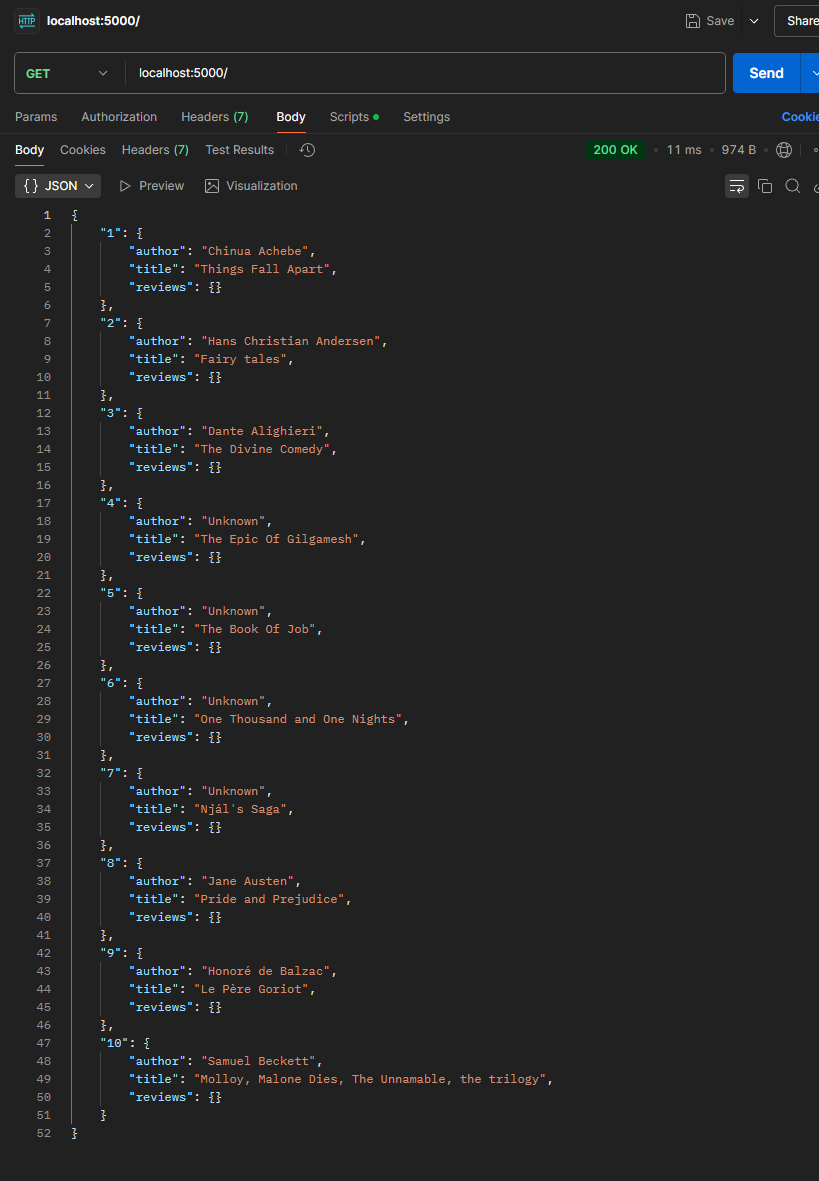 HTTP localhost:5000/ Save Share
GET localhost:5000/ Send
Params Authorization Headers (7) Body Scripts Settings Cookie
Body Cookies Headers (7) Test Results 200 OK 11 ms 974 B
{} JSON Preview Visualization
1 {
2 "1": {
3 "author": "Chinua Achebe",
4 "title": "Things Fall Apart",
5 "reviews": {}
6 },
7 "2": {
8 "author": "Hans Christian Andersen",
9 "title": "Fairy tales",
10 "reviews": {}
11 },
12 "3": {
13 "author": "Dante Alighieri",
14 "title": "The Divine Comedy",
15 "reviews": {}
16 },
17 "4": {
18 "author": "Unknown",
19 "title": "The Epic Of Gilgamesh",
20 "reviews": {}
21 },
22 "5": {
23 "author": "Unknown",
24 "title": "The Book Of Job",
25 "reviews": {}
26 },
27 "6": {
28 "author": "Unknown",
29 "title": "One Thousand and One Nights",
30 "reviews": {}
31 },
32 "7": {
33 "author": "Unknown",
34 "title": "Njál's Saga",
35 "reviews": {}
36 },
37 "8": {
38 "author": "Jane Austen",
39 "title": "Pride and Prejudice",
40 "reviews": {}
41 },
42 "9": {
43 "author": "Honoré de Balzac",
44 "title": "Le Père Goriot",
45 "reviews": {}
46 },
47 "10": {
48 "author": "Samuel Beckett",
49 "title": "Molloy, Malone Dies, The Unnamable, the trilogy",
50 "reviews": {}
51 }
52 }